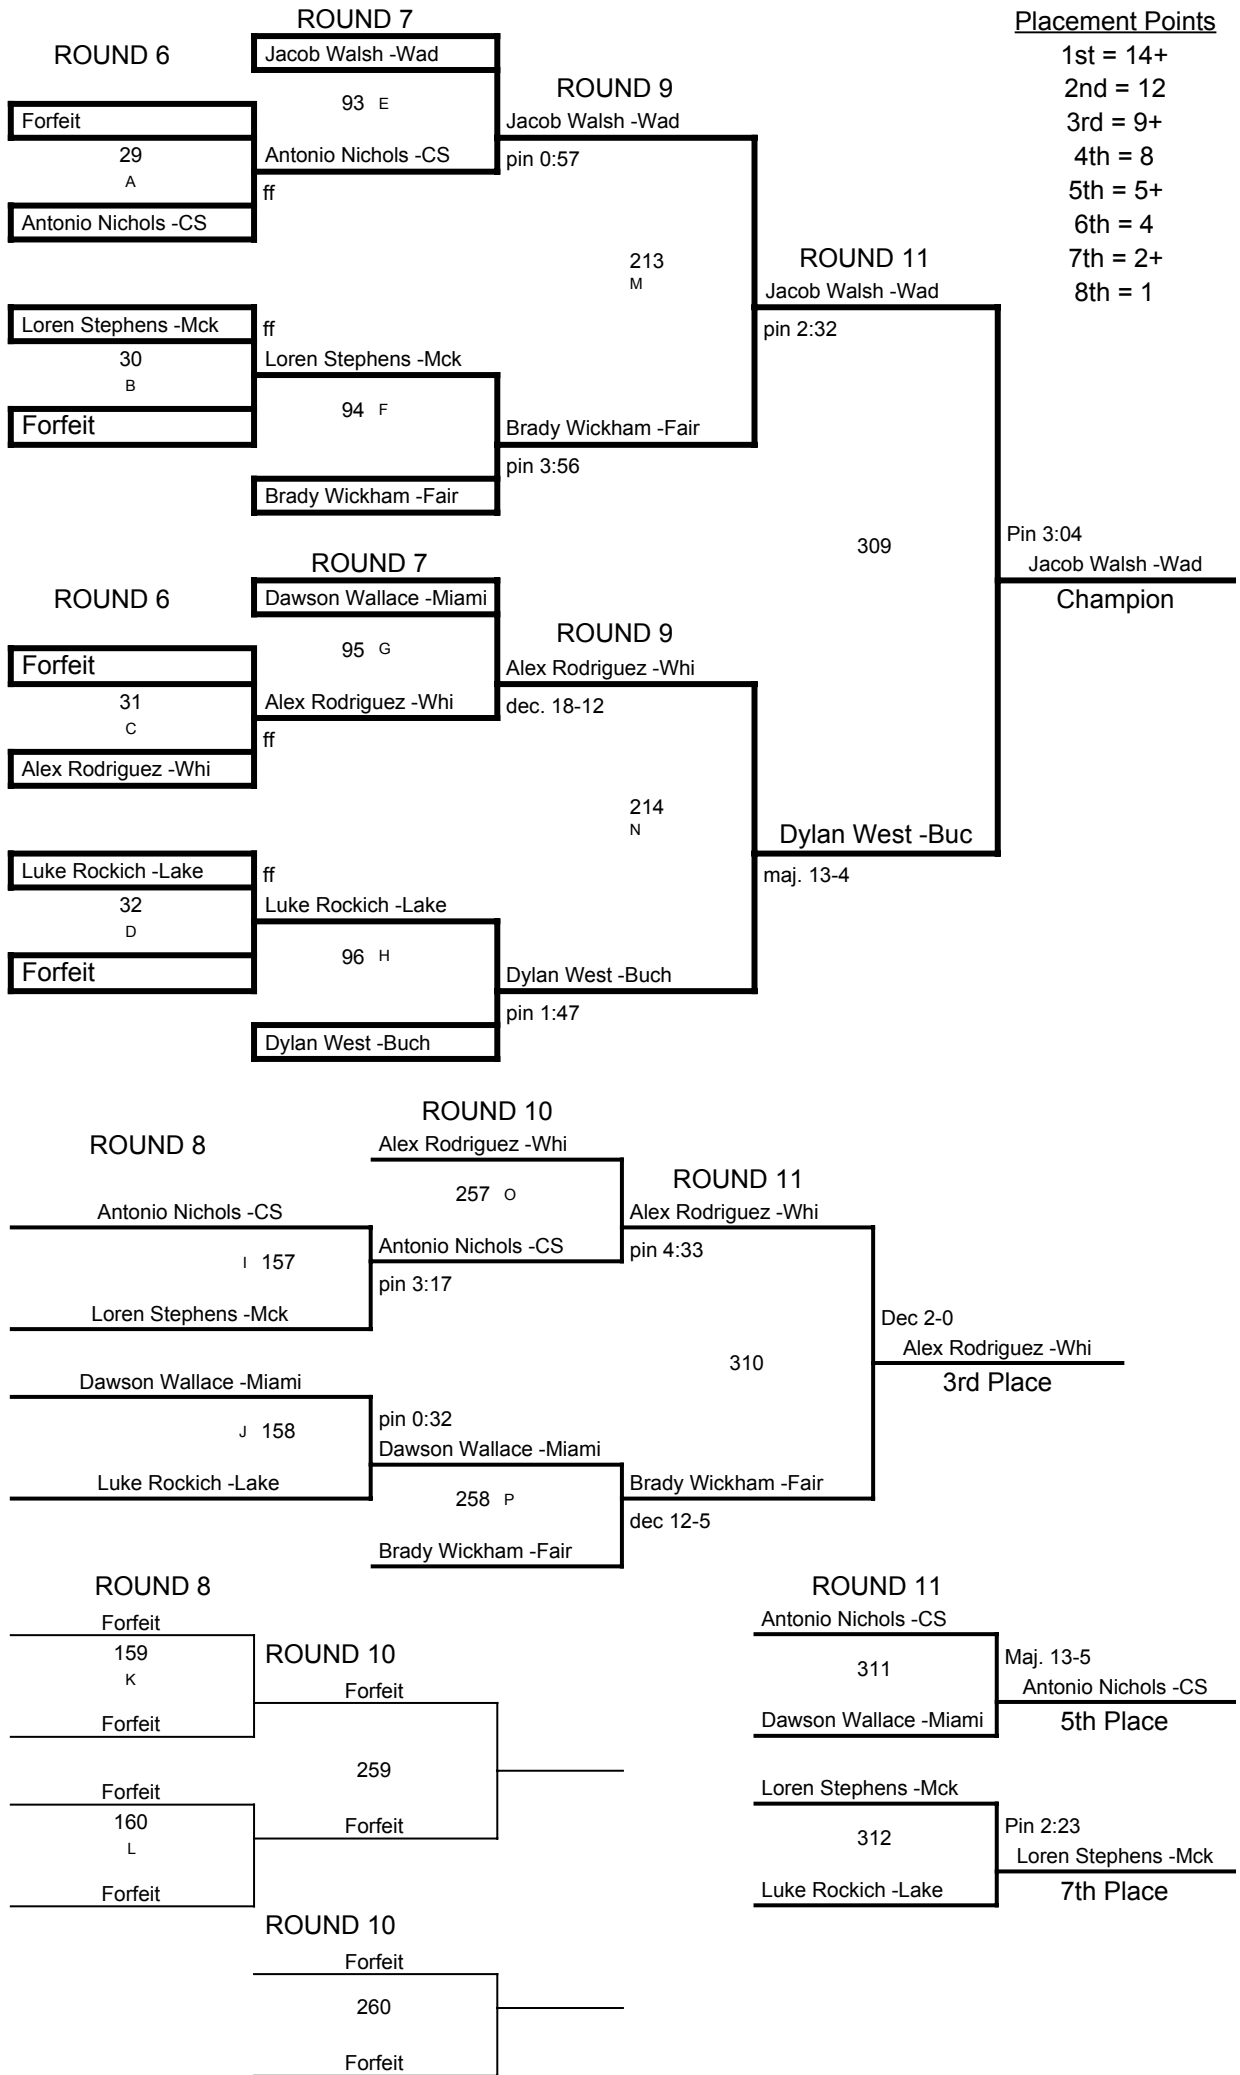 ROUND 7
Placement Points
ROUND 6
Jacob Walsh -Wad
1st = 14+
2nd = 12
93 E
ROUND 9
Forfeit
Jacob Walsh -Wad
3rd = 9+
29
Antonio Nichols -CS
pin 0:57
4th = 8
A
ff
5th = 5+
Antonio Nichols -CS
6th = 4
213
M
ROUND 11
7th = 2+
Jacob Walsh -Wad
8th = 1
Loren Stephens -Mck
ff
pin 2:32
30
Loren Stephens -Mck
B
94 F
Forfeit
Brady Wickham -Fair
pin 3:56
Brady Wickham -Fair
309
Pin 3:04
ROUND 7
Jacob Walsh -Wad
ROUND 6
Dawson Wallace -Miami
Champion
95 G
ROUND 9
Forfeit
Alex Rodriguez -Whi
31
Alex Rodriguez -Whi
dec. 18-12
C
ff
Alex Rodriguez -Whi
214
N
Dylan West -Buc
Luke Rockich -Lake
ff
maj. 13-4
32
Luke Rockich -Lake
D
96 H
Forfeit
Dylan West -Buch
pin 1:47
Dylan West -Buch
ROUND 10
ROUND 8
Alex Rodriguez -Whi
257 O
ROUND 11
Antonio Nichols -CS
Alex Rodriguez -Whi
I 157
Antonio Nichols -CS
pin 4:33
pin 3:17
Loren Stephens -Mck
Dec 2-0
310
Alex Rodriguez -Whi
Dawson Wallace -Miami
3rd Place
J 158
pin 0:32
Dawson Wallace -Miami
Luke Rockich -Lake
Brady Wickham -Fair
258 P
dec 12-5
Brady Wickham -Fair
ROUND 8
ROUND 11
Forfeit
Antonio Nichols -CS
159
ROUND 10
311
Maj. 13-5
K
Forfeit
Antonio Nichols -CS
Forfeit
Dawson Wallace -Miami
5th Place
259
Forfeit
Loren Stephens -Mck
160
Forfeit
312
Pin 2:23
L
Loren Stephens -Mck
Forfeit
Luke Rockich -Lake
7th Place
ROUND 10
Forfeit
260
Forfeit